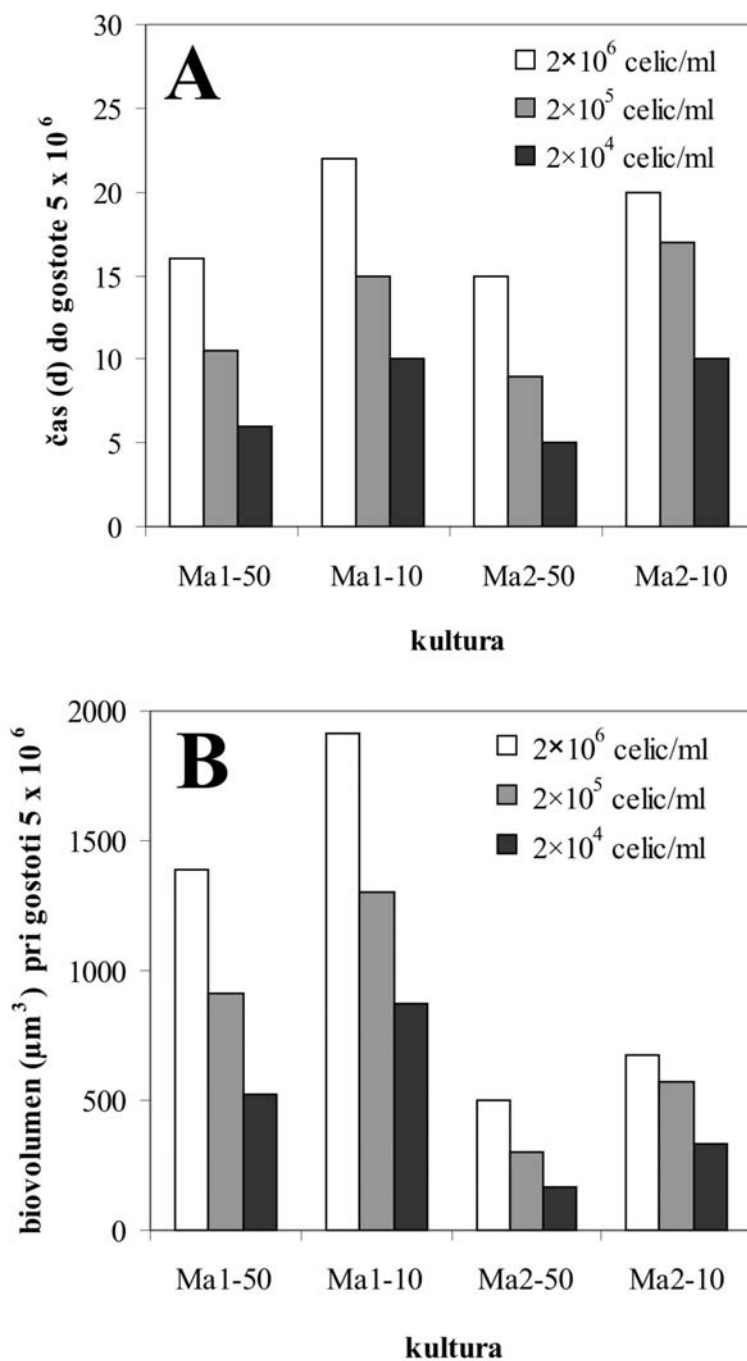 A
30
25
20
15
10
5
0
čas (d) do gostote 5 x 10⁶
2×10⁶ celic/ml
2×10⁵ celic/ml
2×10⁴ celic/ml
Ma1-50 Ma1-10 Ma2-50 Ma2-10
kultura
B
2000
1500
1000
500
0
biovolumen (µm³) pri gostoti 5 x 10⁶
2×10⁶ celic/ml
2×10⁵ celic/ml
2×10⁴ celic/ml
Ma1-50 Ma1-10 Ma2-50 Ma2-10
kultura